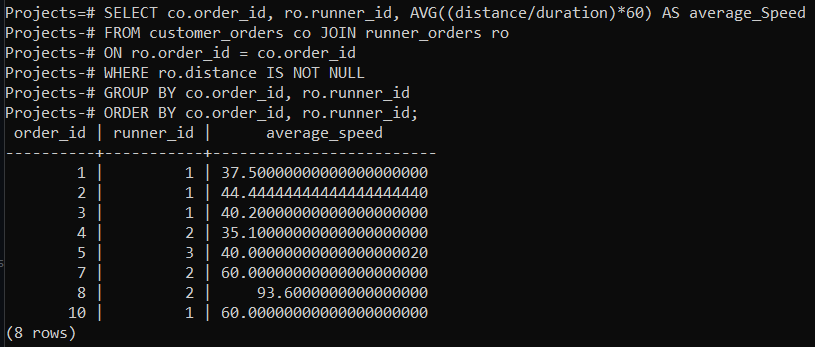 Projects=# SELECT co.order_id, ro.runner_id, AVG((distance/duration)*60) AS average_Speed
Projects-# FROM customer_orders co JOIN runner_orders ro
Projects-# ON ro.order_id = co.order_id
Projects-# WHERE ro.distance IS NOT NULL
Projects-# GROUP BY co.order_id, ro.runner_id
Projects-# ORDER BY co.order_id, ro.runner_id;
 order_id | runner_id |     average_speed
----------+-----------+------------------------
        1 |         1 | 37.5000000000000000000
        2 |         1 | 44.4444444444444444440
        3 |         1 | 40.2000000000000000000
        4 |         2 | 35.1000000000000000000
        5 |         3 | 40.0000000000000000020
        7 |         2 | 60.0000000000000000000
        8 |         2 |    93.6000000000000000
       10 |         1 | 60.0000000000000000000
(8 rows)